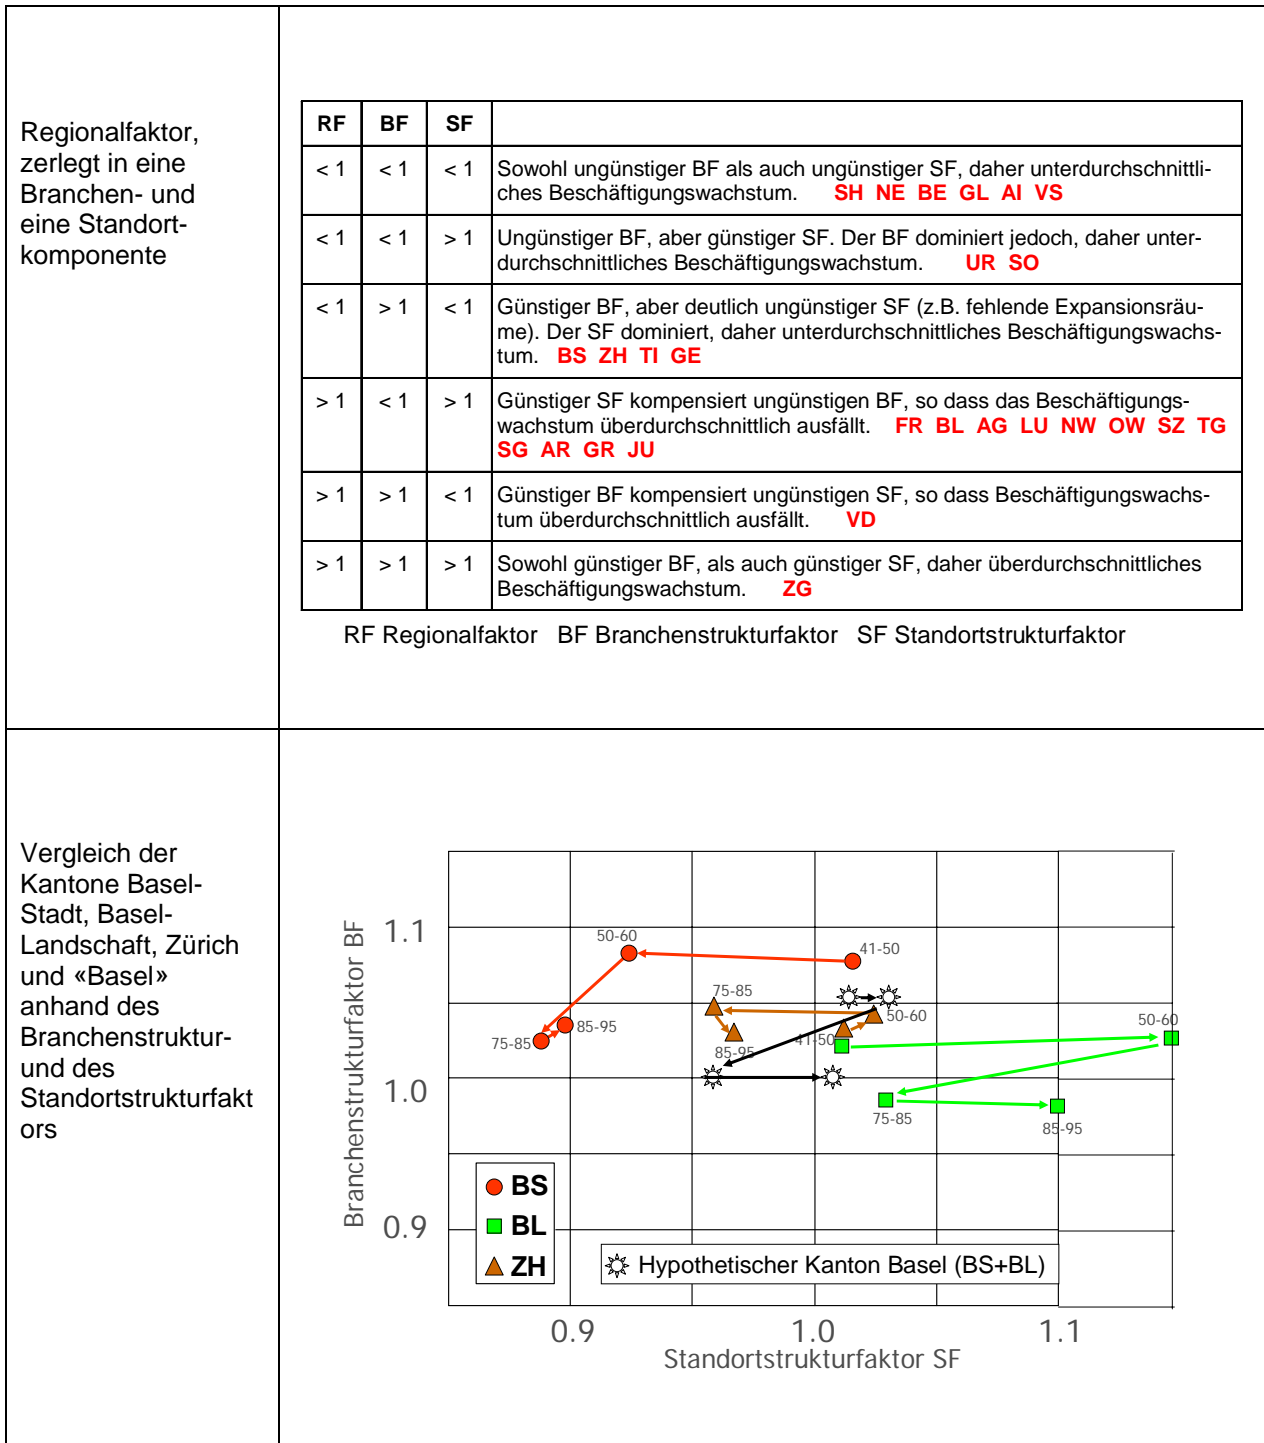 Regionalfaktor,
zerlegt in eine
Branchen- und
eine Standort-
komponente
RF BF SF
< 1 < 1 < 1 Sowohl ungünstiger BF als auch ungünstiger SF, daher unterdurchschnittli-
ches Beschäftigungswachstum. SH NE BE GL AI VS
< 1 < 1 > 1 Ungünstiger BF, aber günstiger SF. Der BF dominiert jedoch, daher unter-
durchschnittliches Beschäftigungswachstum. UR SO
< 1 > 1 < 1 Günstiger BF, aber deutlich ungünstiger SF (z.B. fehlende Expansionsräu-
me). Der SF dominiert, daher unterdurchschnittliches Beschäftigungswachs-
tum. BS ZH TI GE
> 1 < 1 > 1 Günstiger SF kompensiert ungünstigen BF, so dass das Beschäftigungs-
wachstum überdurchschnittlich ausfällt. FR BL AG LU NW OW SZ TG
SG AR GR JU
> 1 > 1 < 1 Günstiger BF kompensiert ungünstigen SF, so dass Beschäftigungswachs-
tum überdurchschnittlich ausfällt. VD
> 1 > 1 > 1 Sowohl günstiger BF, als auch günstiger SF, daher überdurchschnittliches
Beschäftigungswachstum. ZG
RF Regionalfaktor BF Branchenstrukturfaktor SF Standortstrukturfaktor
Vergleich der
Kantone Basel-
Stadt, Basel-
Landschaft, Zürich
und «Basel»
anhand des
Branchenstruktur-
und des
Standortstrukturfakt
ors
Branchenstrukturfaktor BF
1.1
1.0
0.9
50-60
41-50
75-85
85-95
75-85
85-95
50-60
41-50
50-60
75-85
85-95
BS
BL
ZH
Hypothetischer Kanton Basel (BS+BL)
0.9 1.0 1.1
Standortstrukturfaktor SF